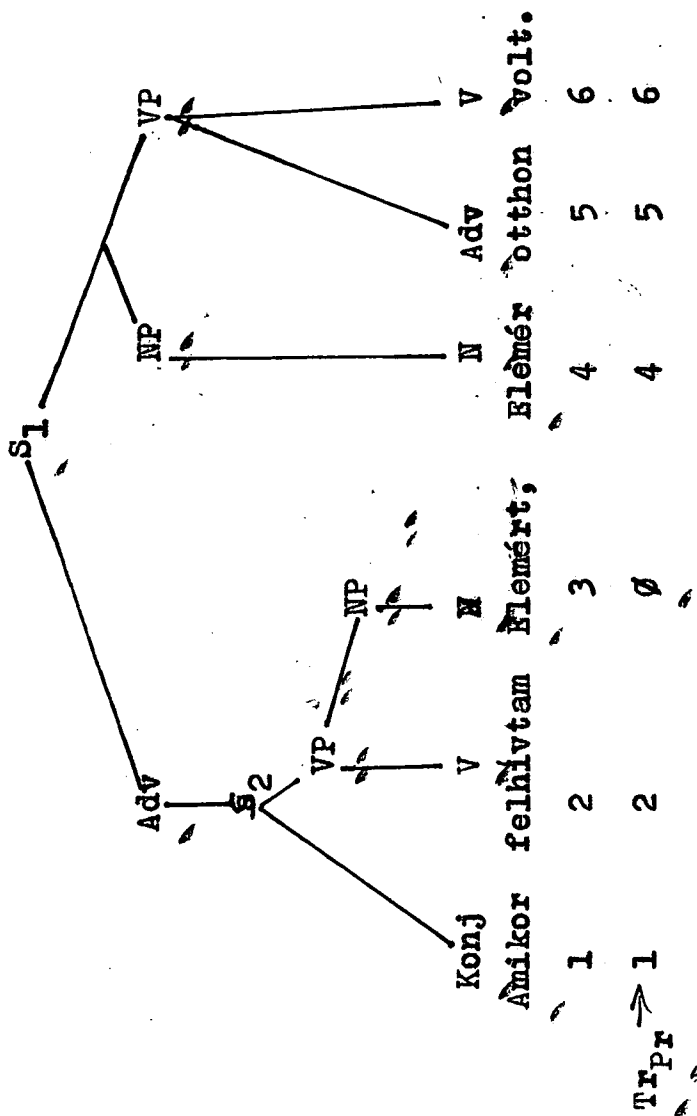 S1
Adv NP VP
S2
VP NP
Konj V N N Adv V
Amikor felhivtam Elemért, Elemér otthon volt.
1 2 3 4 5 6
TrPr → 1 2 Ø 4 5 6